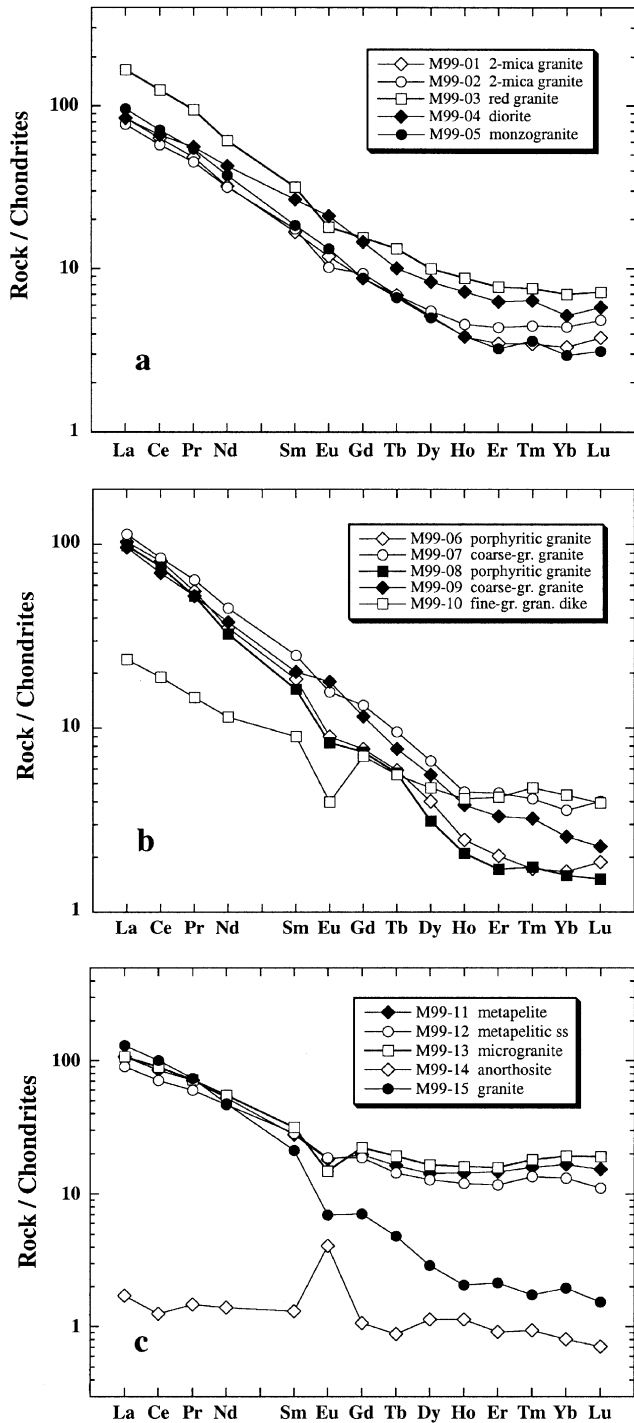 100
10
1
Rock / Chondrites
M99-01 2-mica granite
M99-02 2-mica granite
M99-03 red granite
M99-04 diorite
M99-05 monzogranite
a
La Ce Pr Nd Sm Eu Gd Tb Dy Ho Er Tm Yb Lu
100
10
1
Rock / Chondrites
M99-06 porphyritic granite
M99-07 coarse-gr. granite
M99-08 porphyritic granite
M99-09 coarse-gr. granite
M99-10 fine-gr. gran. dike
b
La Ce Pr Nd Sm Eu Gd Tb Dy Ho Er Tm Yb Lu
100
10
1
Rock / Chondrites
M99-11 metapelite
M99-12 metapelitic ss
M99-13 microgranite
M99-14 anorthosite
M99-15 granite
c
La Ce Pr Nd Sm Eu Gd Tb Dy Ho Er Tm Yb Lu